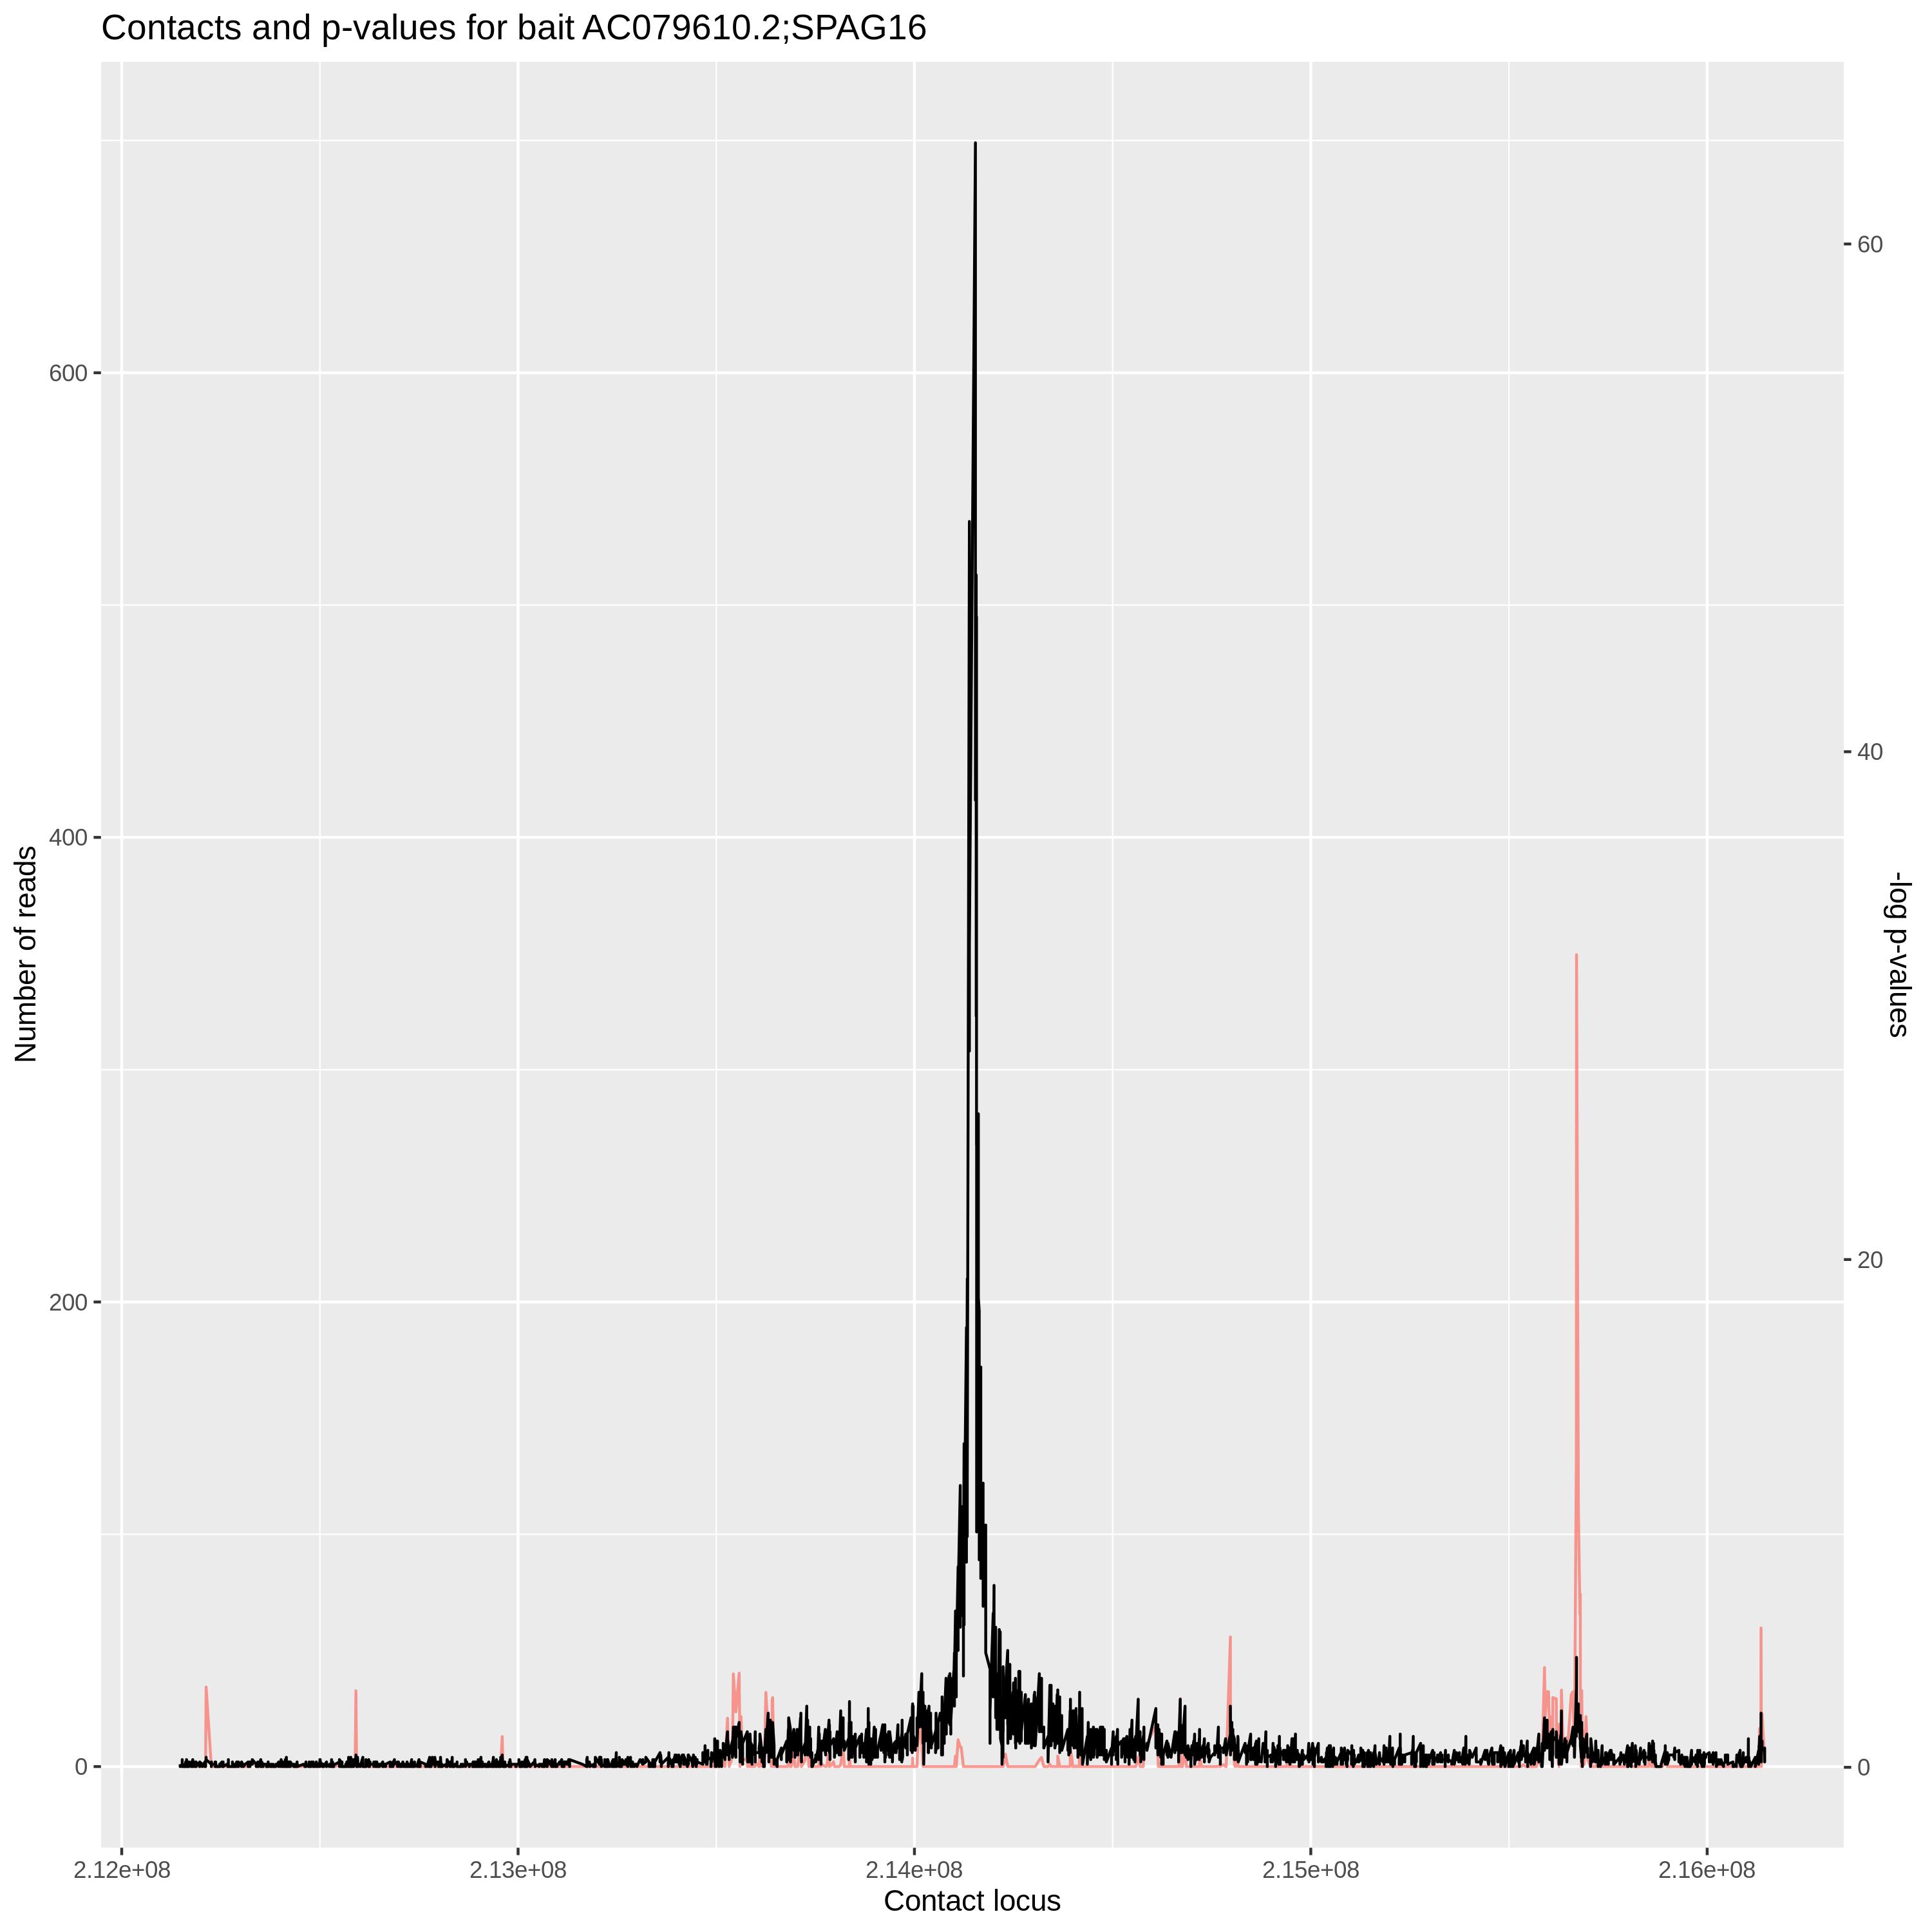 Contacts and p-values for bait AC079610.2;SPAG16
Number of reads
600
400
200
0
60
40
20
0
-log p-values
2.12e+08
2.13e+08
2.14e+08
2.15e+08
2.16e+08
Contact locus